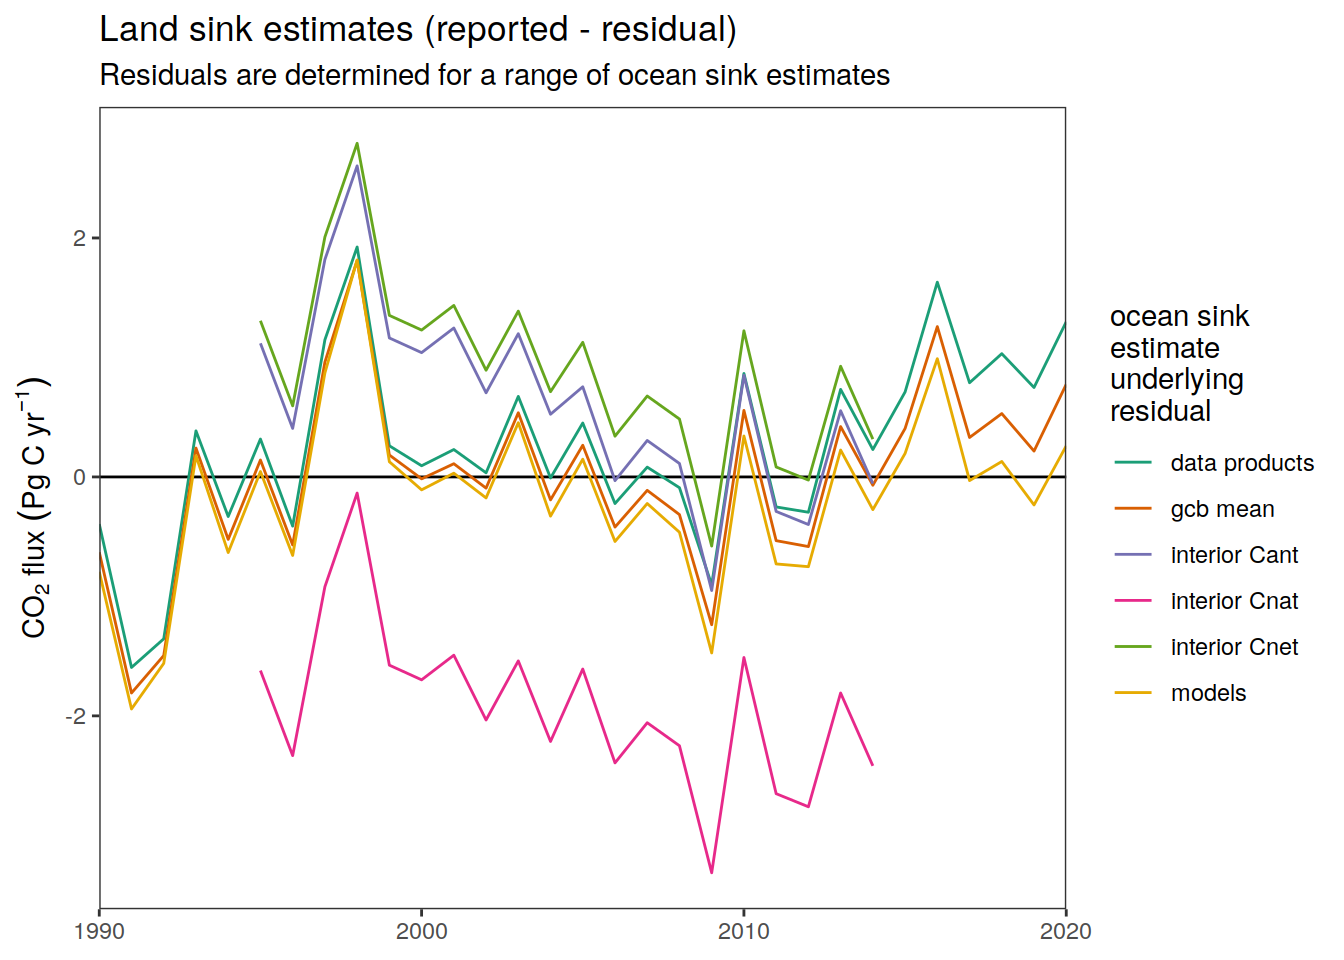 Land sink estimates (reported - residual)
Residuals are determined for a range of ocean sink estimates
CO₂ flux (Pg C yr⁻¹)
2
0
-2
1990
2000
2010
2020
ocean sink
estimate
underlying
residual
data products
gcb mean
interior Cant
interior Cnat
interior Cnet
models